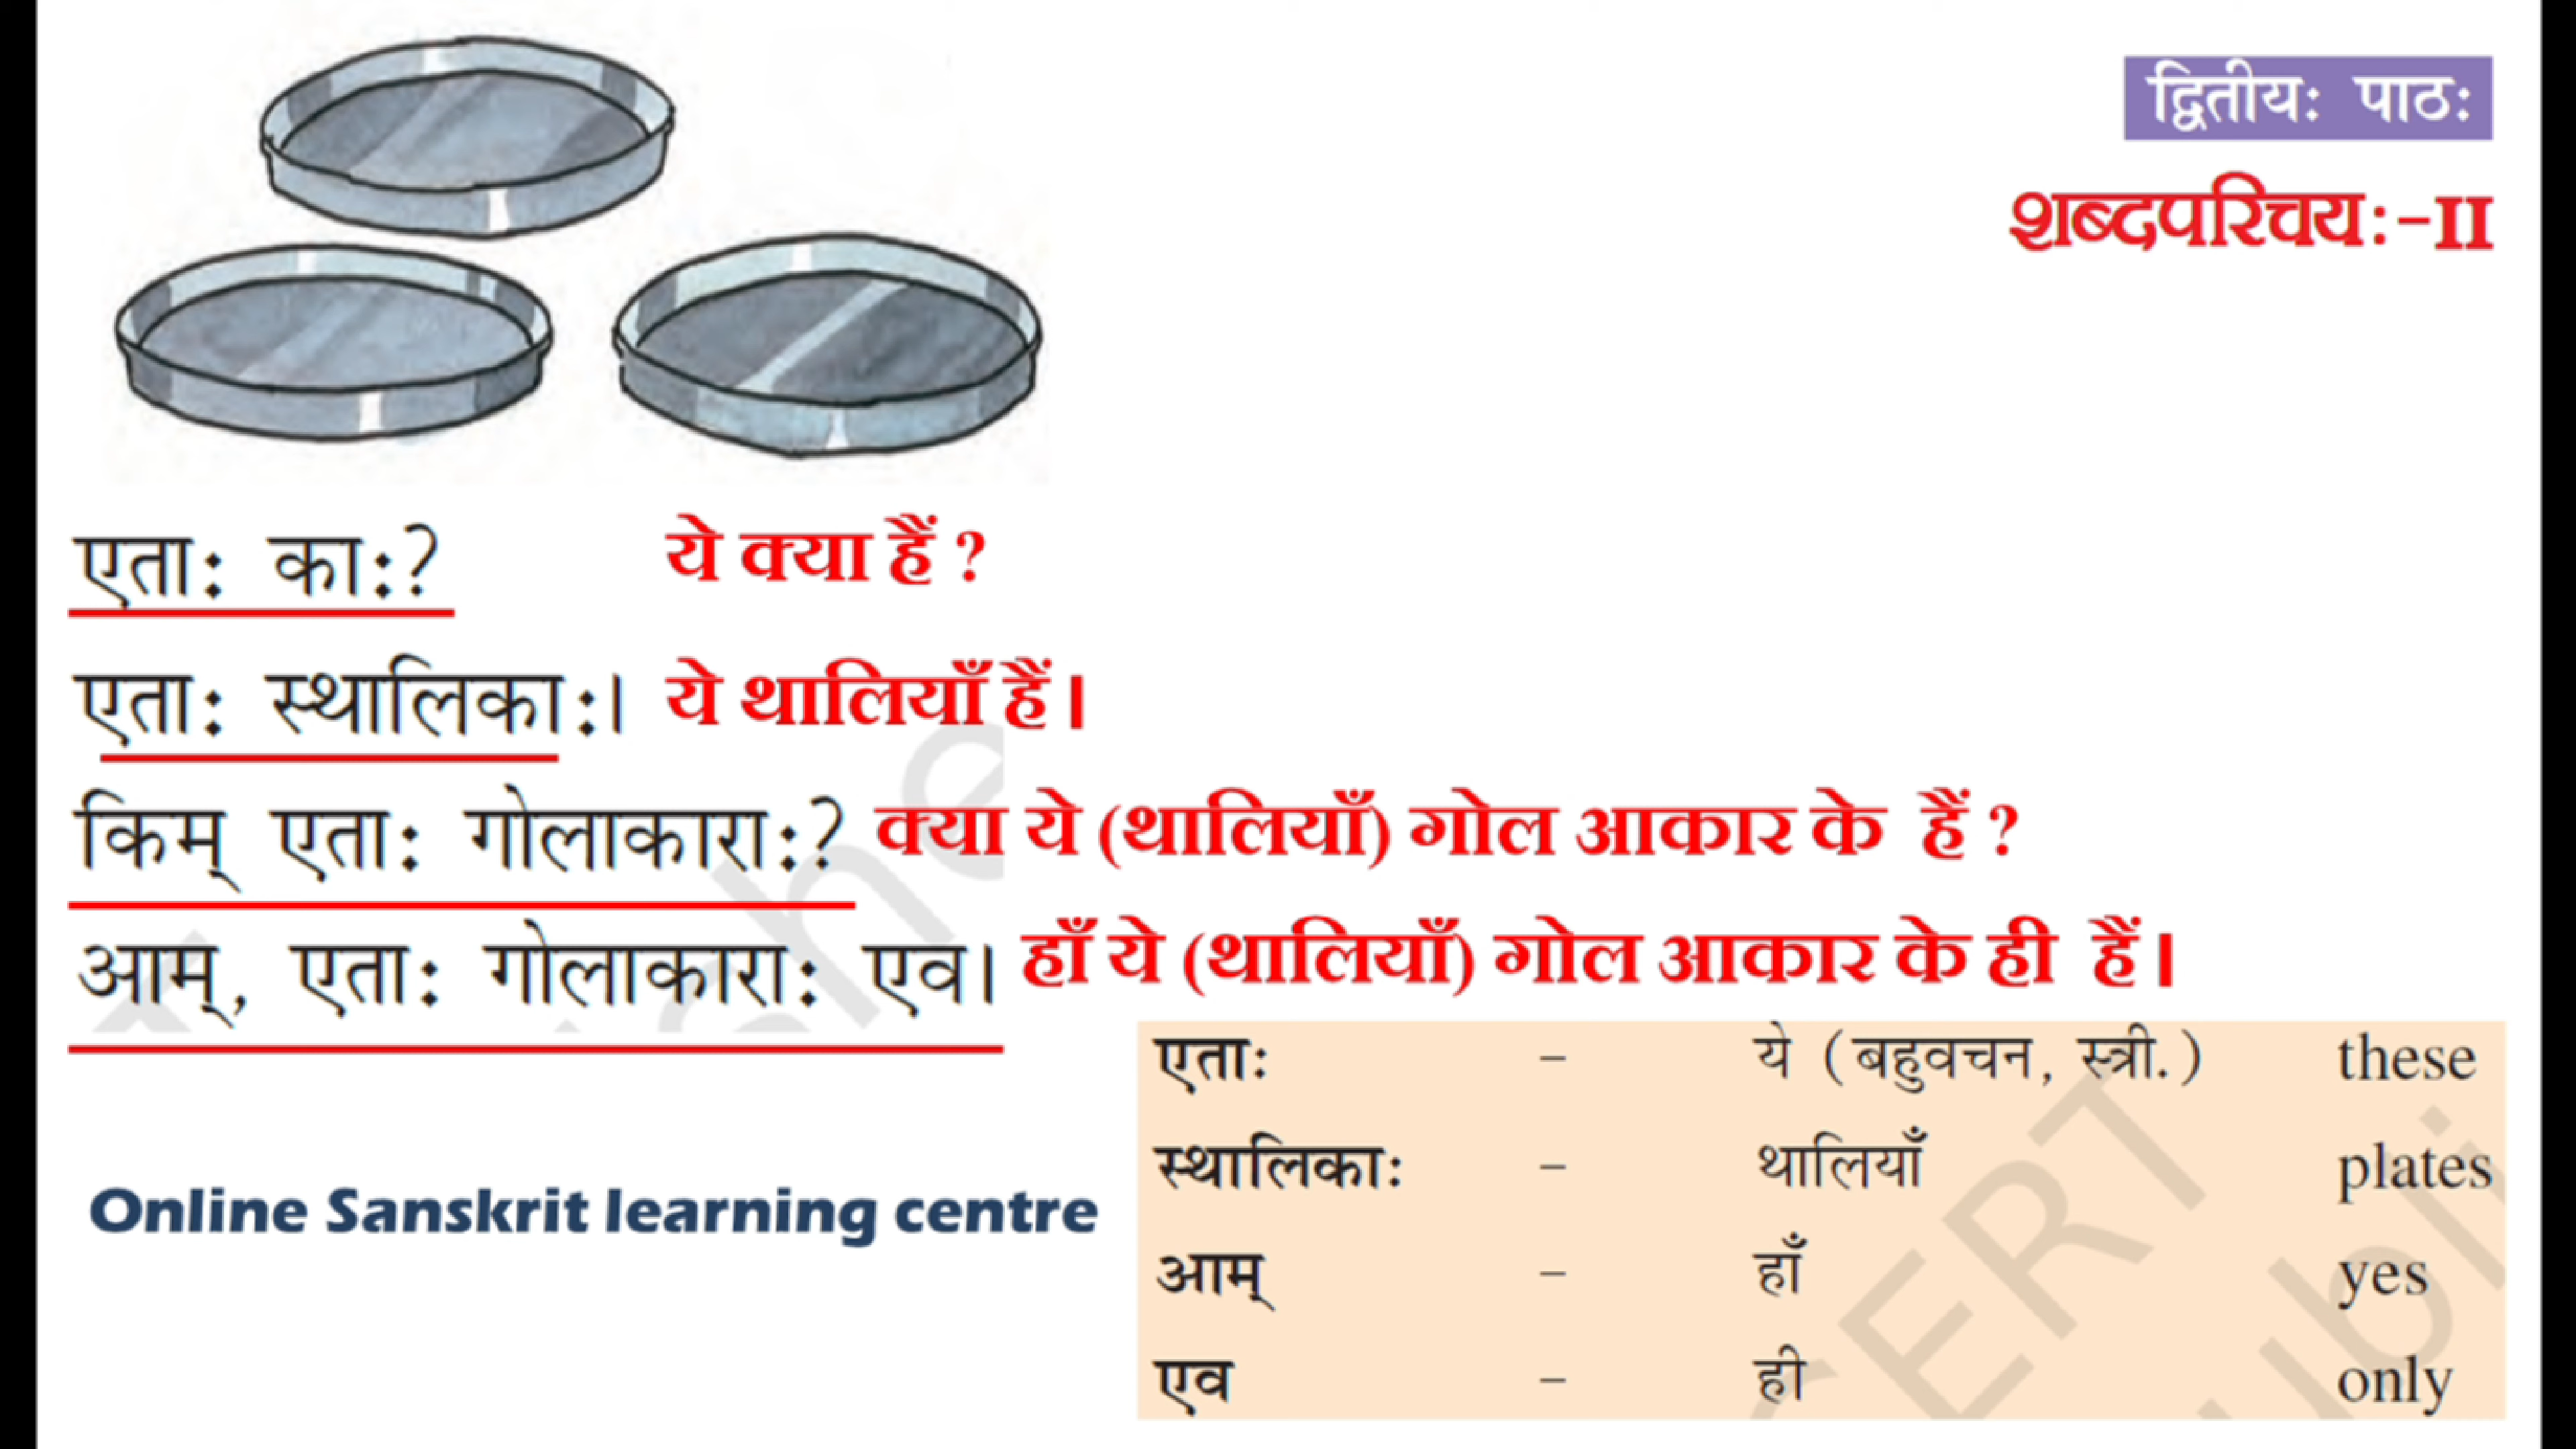 द्वितीयः पाठः
शब्दपरिचयः-II
एताः काः? ये क्या हैं ?
एताः स्थालिकाः। ये थालियाँ हैं।
किम् एताः गोलाकाराः? क्या ये (थालियाँ) गोल आकार के हैं ?
आम्, एताः गोलाकाराः एव। हाँ ये (थालियाँ) गोल आकार के ही हैं।
एताः – ये (बहुवचन, स्त्री.) these
स्थालिकाः – थालियाँ plates
आम् – हाँ yes
एव – ही only
Online Sanskrit learning centre